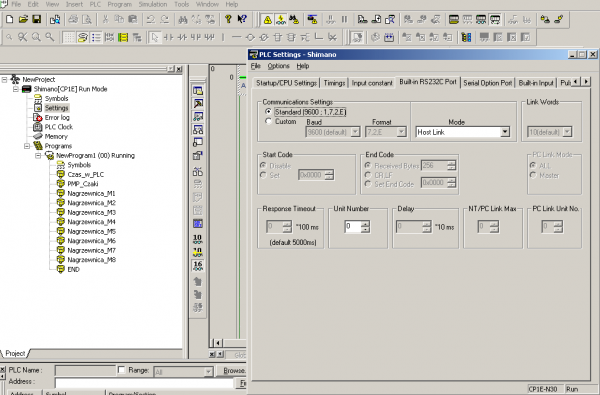 File Edit View Insert PLC Program Simulation Tools Window Help
NewProject
Shimano[CP1E] Run Mode
Symbols
Settings
Error log
PLC Clock
Memory
Programs
NewProgram1 (00) Running
Symbols
Czas_w_PLC
PMP_Czaki
Nagrzewnica_M1
Nagrzewnica_M2
Nagrzewnica_M3
Nagrzewnica_M4
Nagrzewnica_M5
Nagrzewnica_M6
Nagrzewnica_M7
Nagrzewnica_M8
END
Project
0
0
10
16
PLC Name :
Range:
All
Browse.
Address :
PLC Settings - Shimano
File Options Help
Startup/CPU Settings Timings Input constant Built-in RS232C Port Serial Option Port Built-in Input
Communications Settings
Standard (9600 ; 1,7,2,E)
Custom
Baud
9600 (default)
Format
7,2,E
Mode
Host Link
Link Words
10(default)
Start Code
Disable
Set
0x0000
End Code
Received Bytes 256
CR,LF
Set End Code 0x0000
PC Link Mode
ALL
Master
Response Timeout
0 *100 ms
(default 5000ms)
Unit Number
0
Delay
0 *10 ms
NT/PC Link Max
0
PC Link Unit No.
0
CP1E-N30 Run